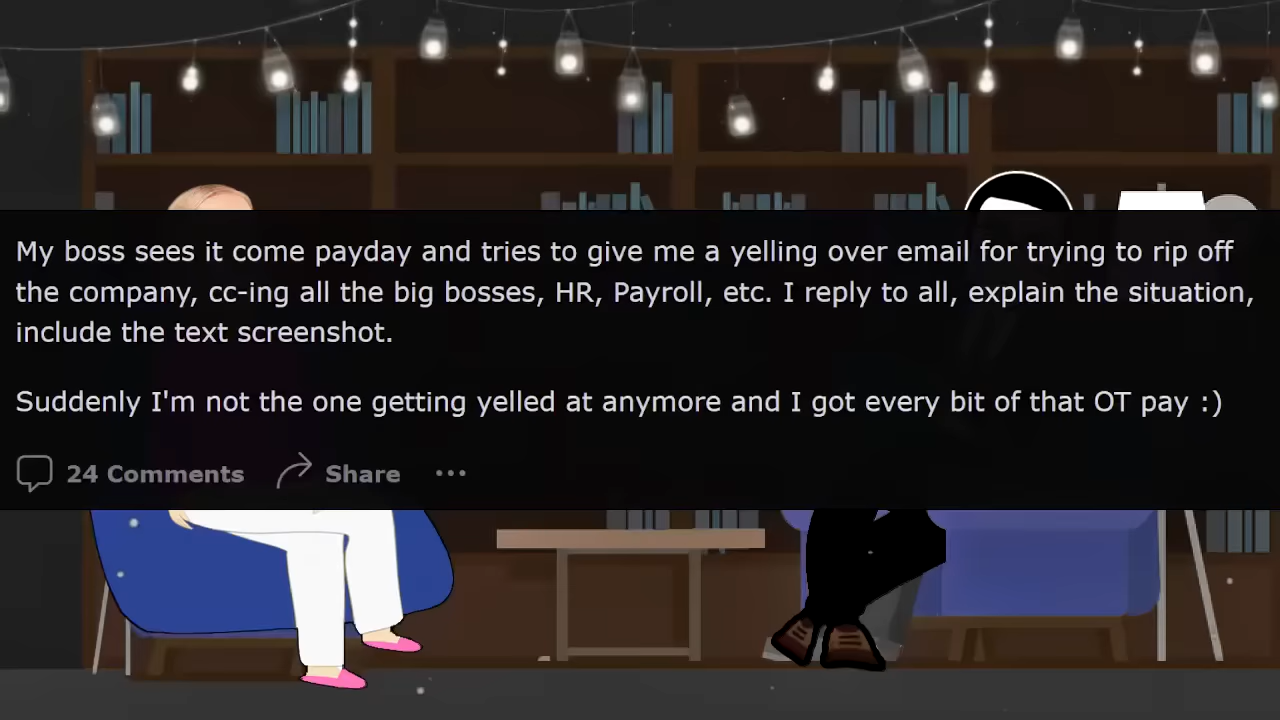 My boss sees it come payday and tries to give me a yelling over email for trying to rip off
the company, cc-ing all the big bosses, HR, Payroll, etc. I reply to all, explain the situation,
include the text screenshot.
Suddenly I'm not the one getting yelled at anymore and I got every bit of that OT pay :)
24 Comments Share ...